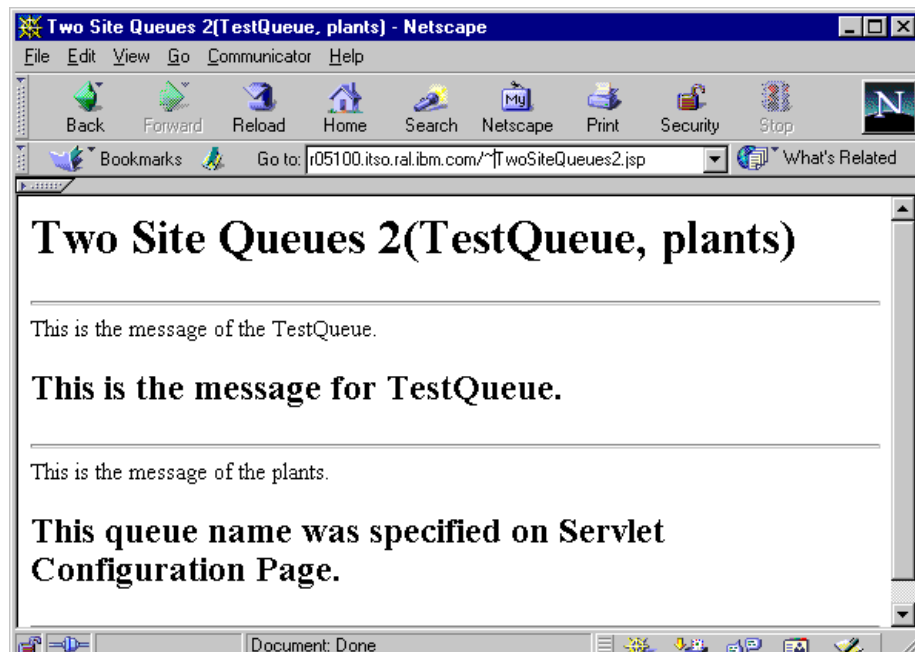 Two Site Queues 2(TestQueue, plants) - Netscape
File Edit View Go Communicator Help
Back Forward Reload Home Search Netscape Print Security Stop
My
N
Bookmarks Go to: r05100.itso.ral.ibm.com/~TwoSiteQueues2.jsp What's Related
Two Site Queues 2(TestQueue, plants)
This is the message of the TestQueue.
This is the message for TestQueue.
This is the message of the plants.
This queue name was specified on Servlet
Configuration Page.
Document: Done